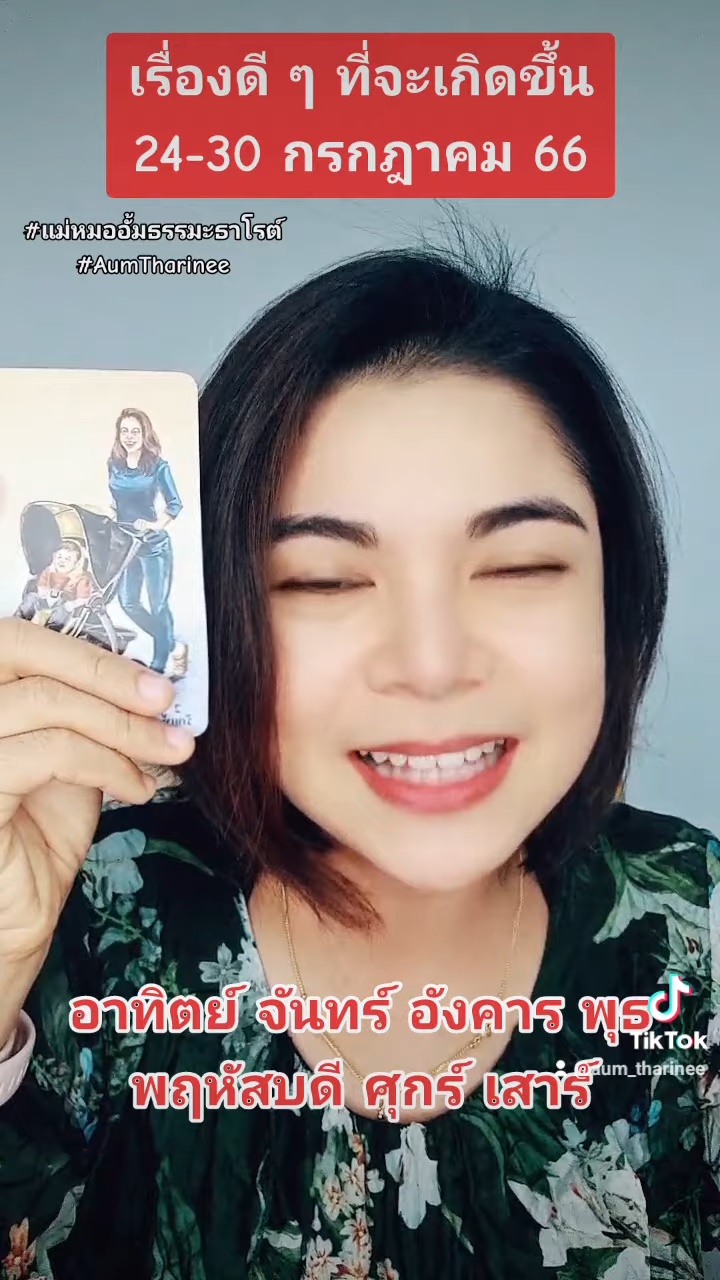 เรื่องดี ๆ ที่จะเกิดขึ้น
24-30 กรกฎาคม 66
#แม่หมออั้มธรรมะธาโรต์
#AumTharinee
อาทิตย์ จันทร์ อังคาร พุธ
พฤหัสบดี ศุกร์ เสาร์
TikTok
aum_tharinee